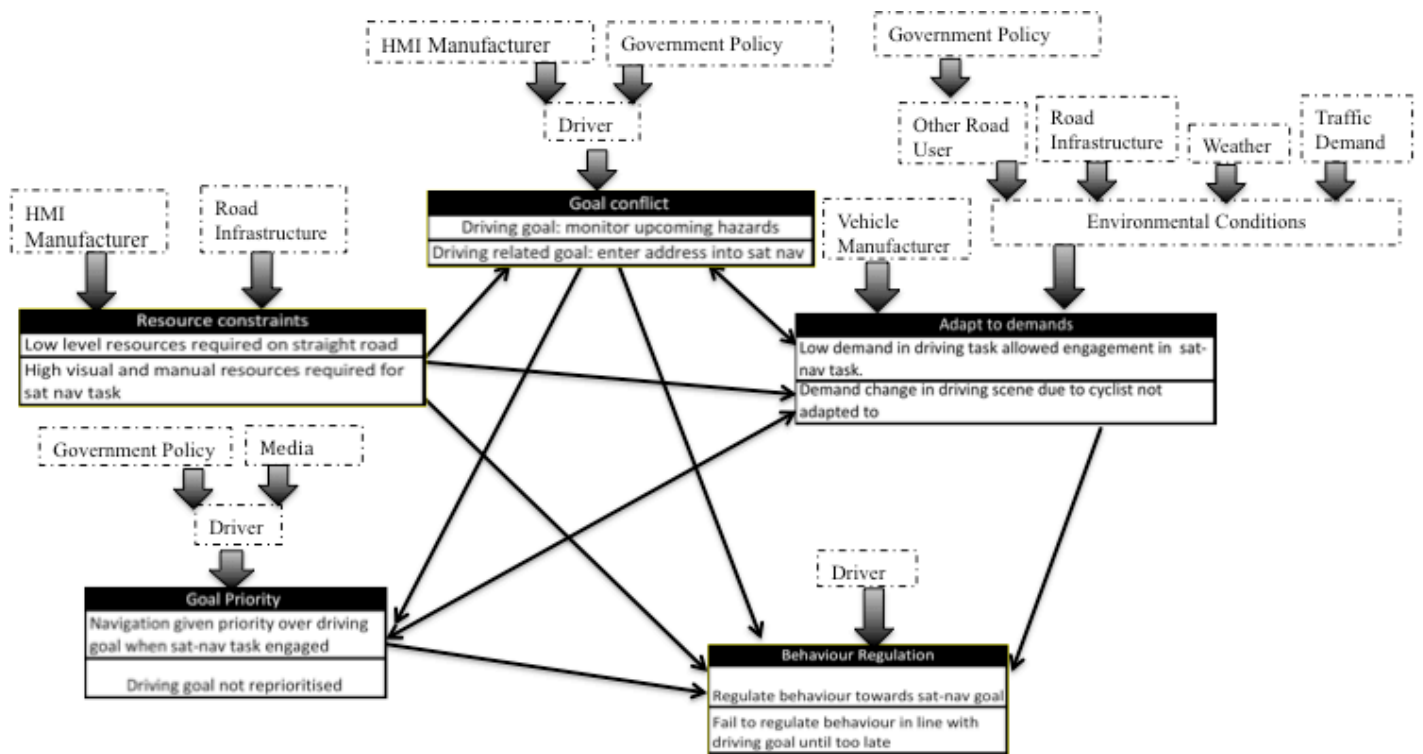 HMI Manufacturer
Government Policy
Driver
Government Policy
Other Road
User
Road
Infrastructure
Weather
Traffic
Demand
Environmental Conditions
Vehicle
Manufacturer
HMI
Manufacturer
Road
Infrastructure
Goal conflict
Driving goal: monitor upcoming hazards
Driving related goal: enter address into sat nav
Resource constraints
Low level resources required on straight road
High visual and manual resources required for
sat nav task
Adapt to demands
Low demand in driving task allowed engagement in sat-
nav task.
Demand change in driving scene due to cyclist not
adapted to
Government Policy
Media
Driver
Goal Priority
Navigation given priority over driving
goal when sat-nav task engaged
Driving goal not reprioritised
Driver
Behaviour Regulation
Regulate behaviour towards sat-nav goal
Fail to regulate behaviour in line with
driving goal until too late